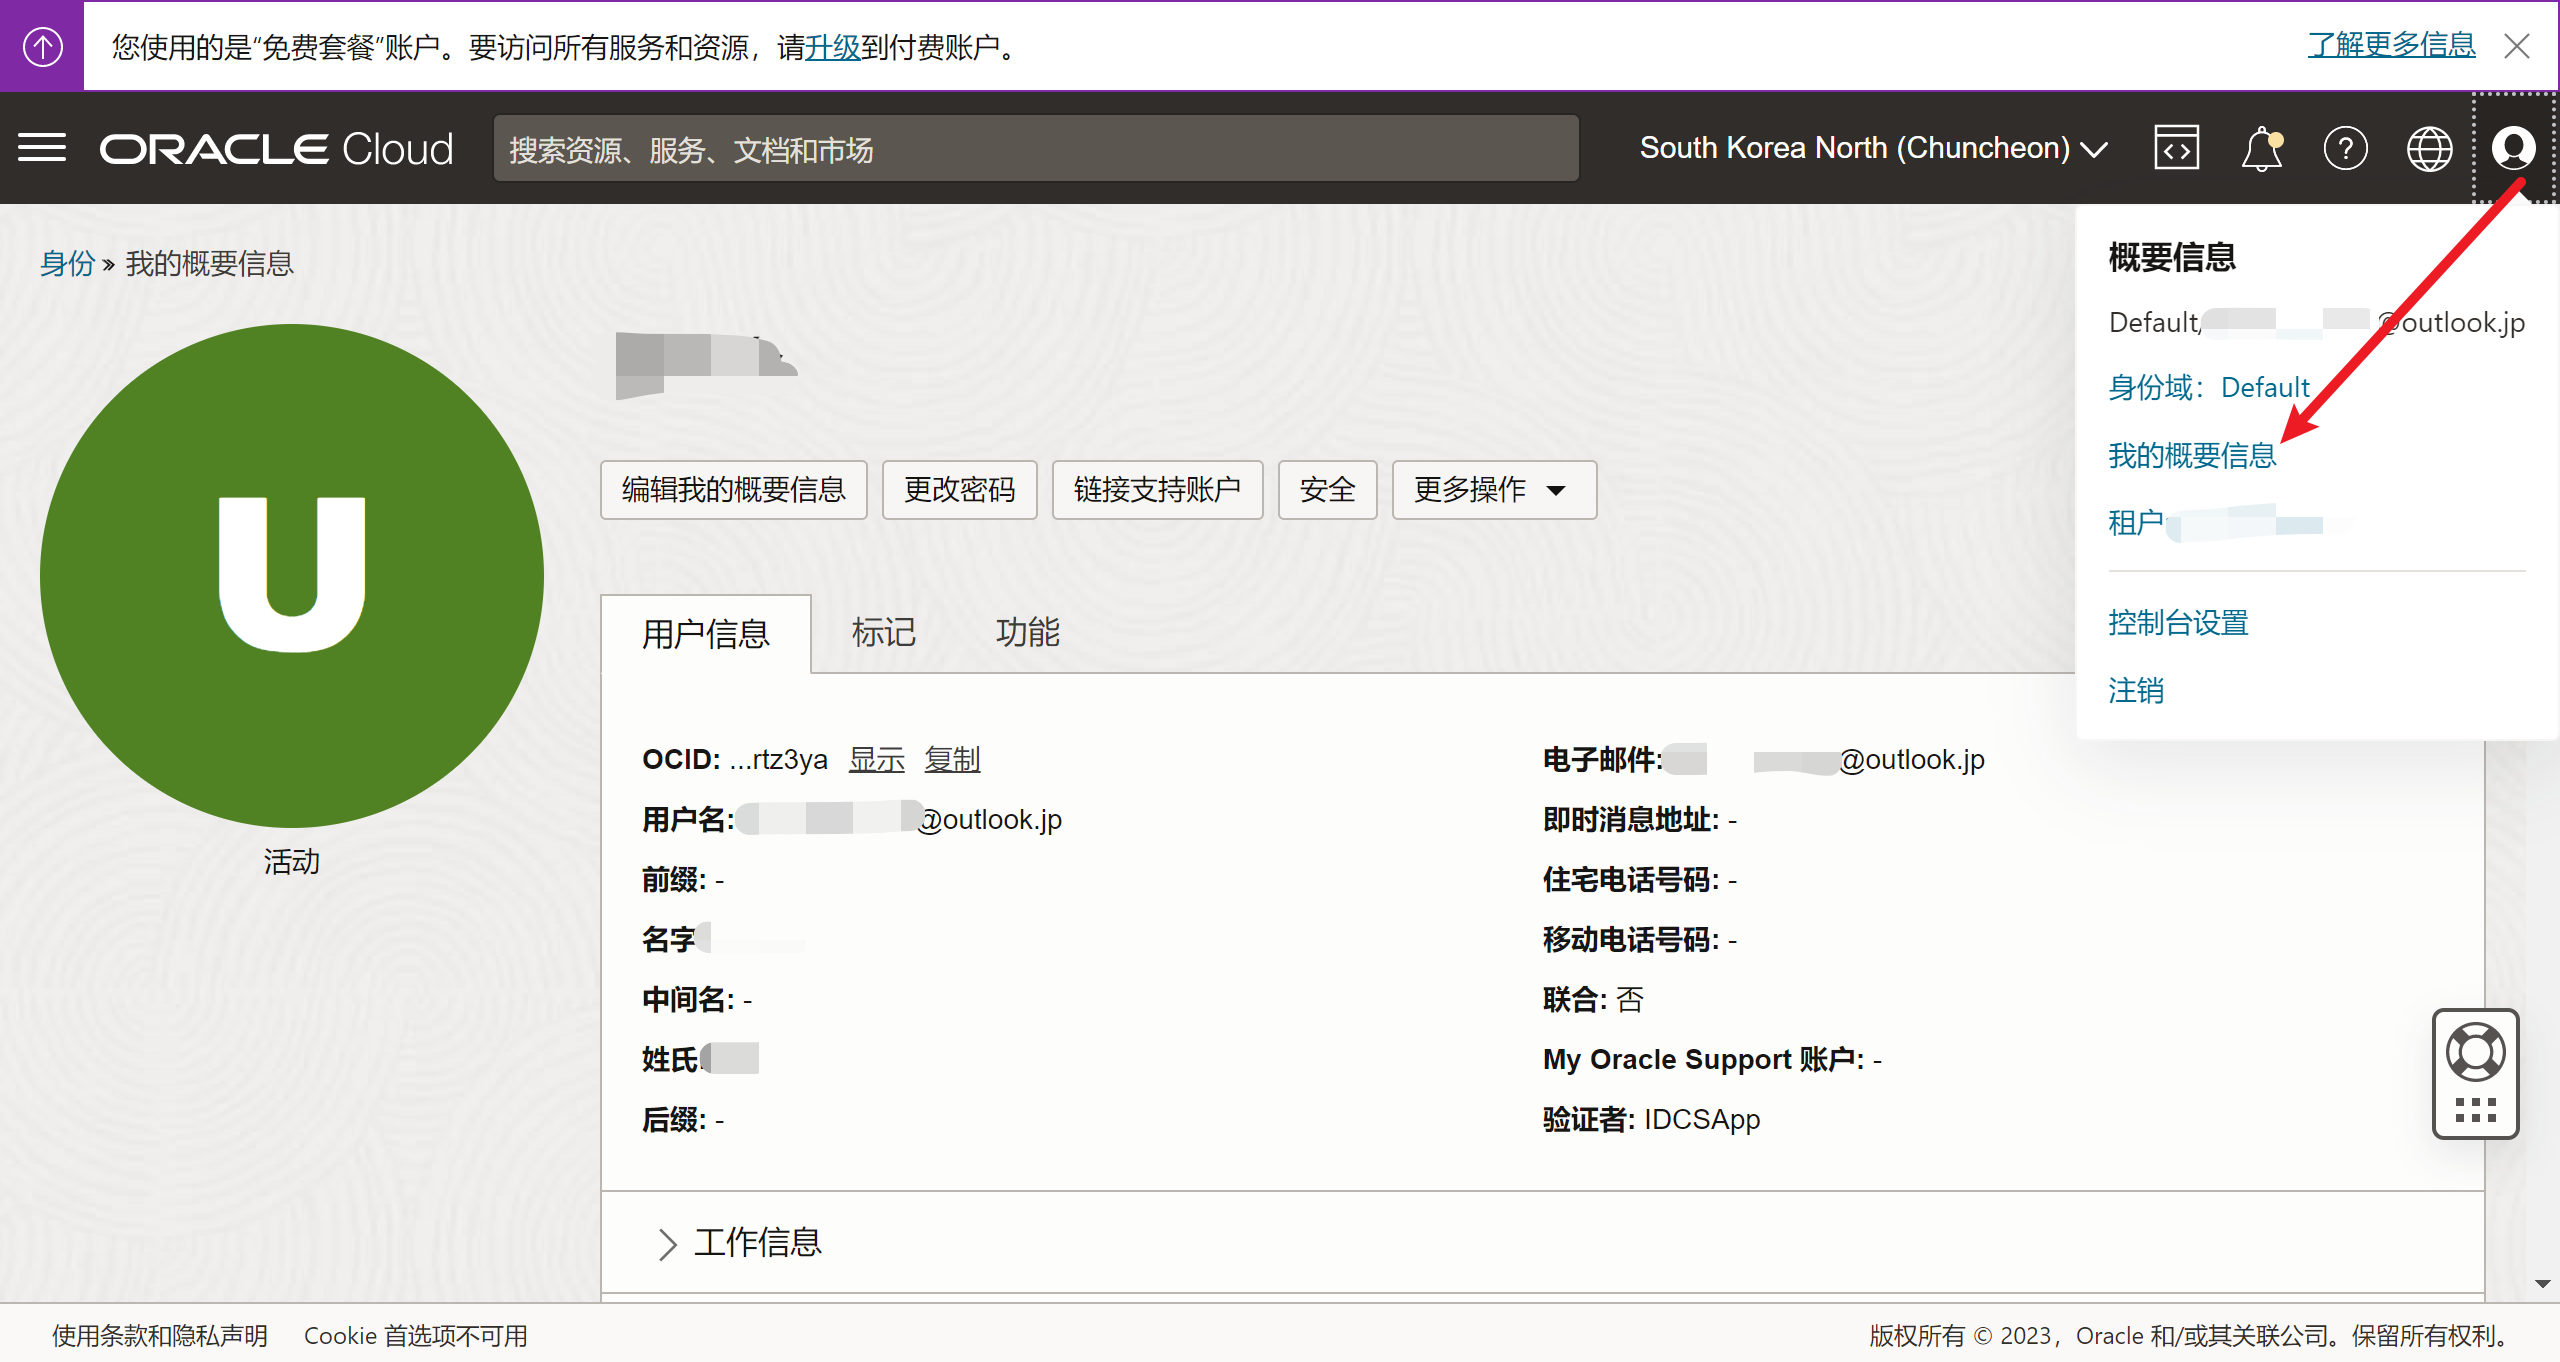 您使用的是“免费套餐”账户。要访问所有服务和资源，请升级到付费账户。
了解更多信息
ORACLE Cloud
搜索资源、服务、文档和市场
South Korea North (Chuncheon)
身份 » 我的概要信息
概要信息
Default/ @outlook.jp
身份域：Default
我的概要信息
租户
控制台设置
注销
U
活动
编辑我的概要信息
更改密码
链接支持账户
安全
更多操作
用户信息
标记
功能
OCID: ...rtz3ya 显示 复制
用户名: @outlook.jp
前缀: -
名字
中间名: -
姓氏:
后缀: -
电子邮件: @outlook.jp
即时消息地址: -
住宅电话号码: -
移动电话号码: -
联合: 否
My Oracle Support 账户: -
验证者: IDCSApp
工作信息
使用条款和隐私声明
Cookie 首选项不可用
版权所有 © 2023，Oracle 和/或其关联公司。保留所有权利。